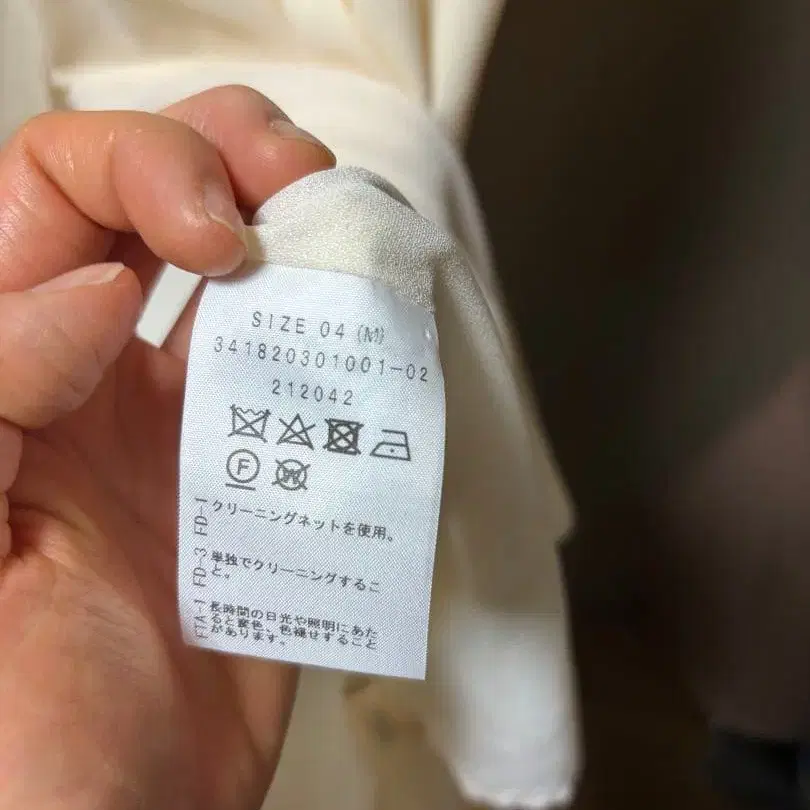 SIZE 04 (M)
341820301001-02
212042
F
W
FD-1 クリーニングネットを使用。
FD-3 単独でクリーニングするこ
と。
FTA-1 長時間の日光や照明にあた
ると変色、色褪せすること
があります。